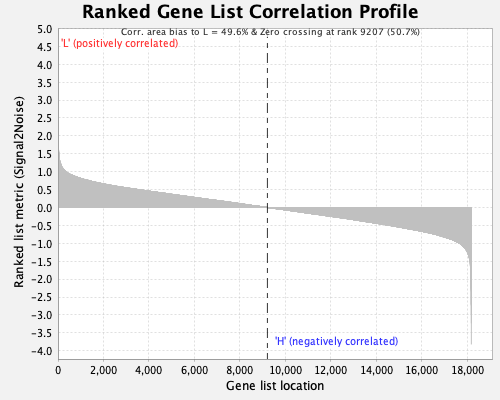 Ranked Gene List Correlation Profile
Corr. area bias to L = 49.6% & Zero crossing at rank 9207 (50.7%)
'L' (positively correlated)
5.0
4.5
4.0
3.5
3.0
2.5
2.0
1.5
1.0
0.5
0.0
-0.5
-1.0
-1.5
-2.0
-2.5
-3.0
-3.5
-4.0
Ranked list metric (Signal2Noise)
'H' (negatively correlated)
0 2,000 4,000 6,000 8,000 10,000 12,000 14,000 16,000 18,000
Gene list location